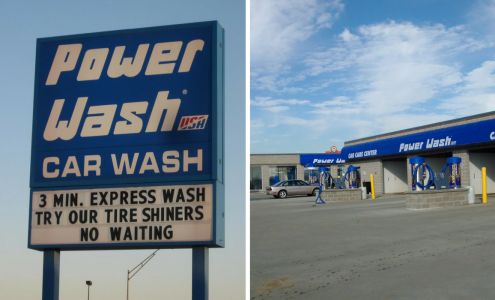 Power
Wash
USA
CAR WASH
3 MIN. EXPRESS WASH
TRY OUR TIRE SHINERS
NO WAITING
Power Wash
CAR CARE CENTER
Power Wash